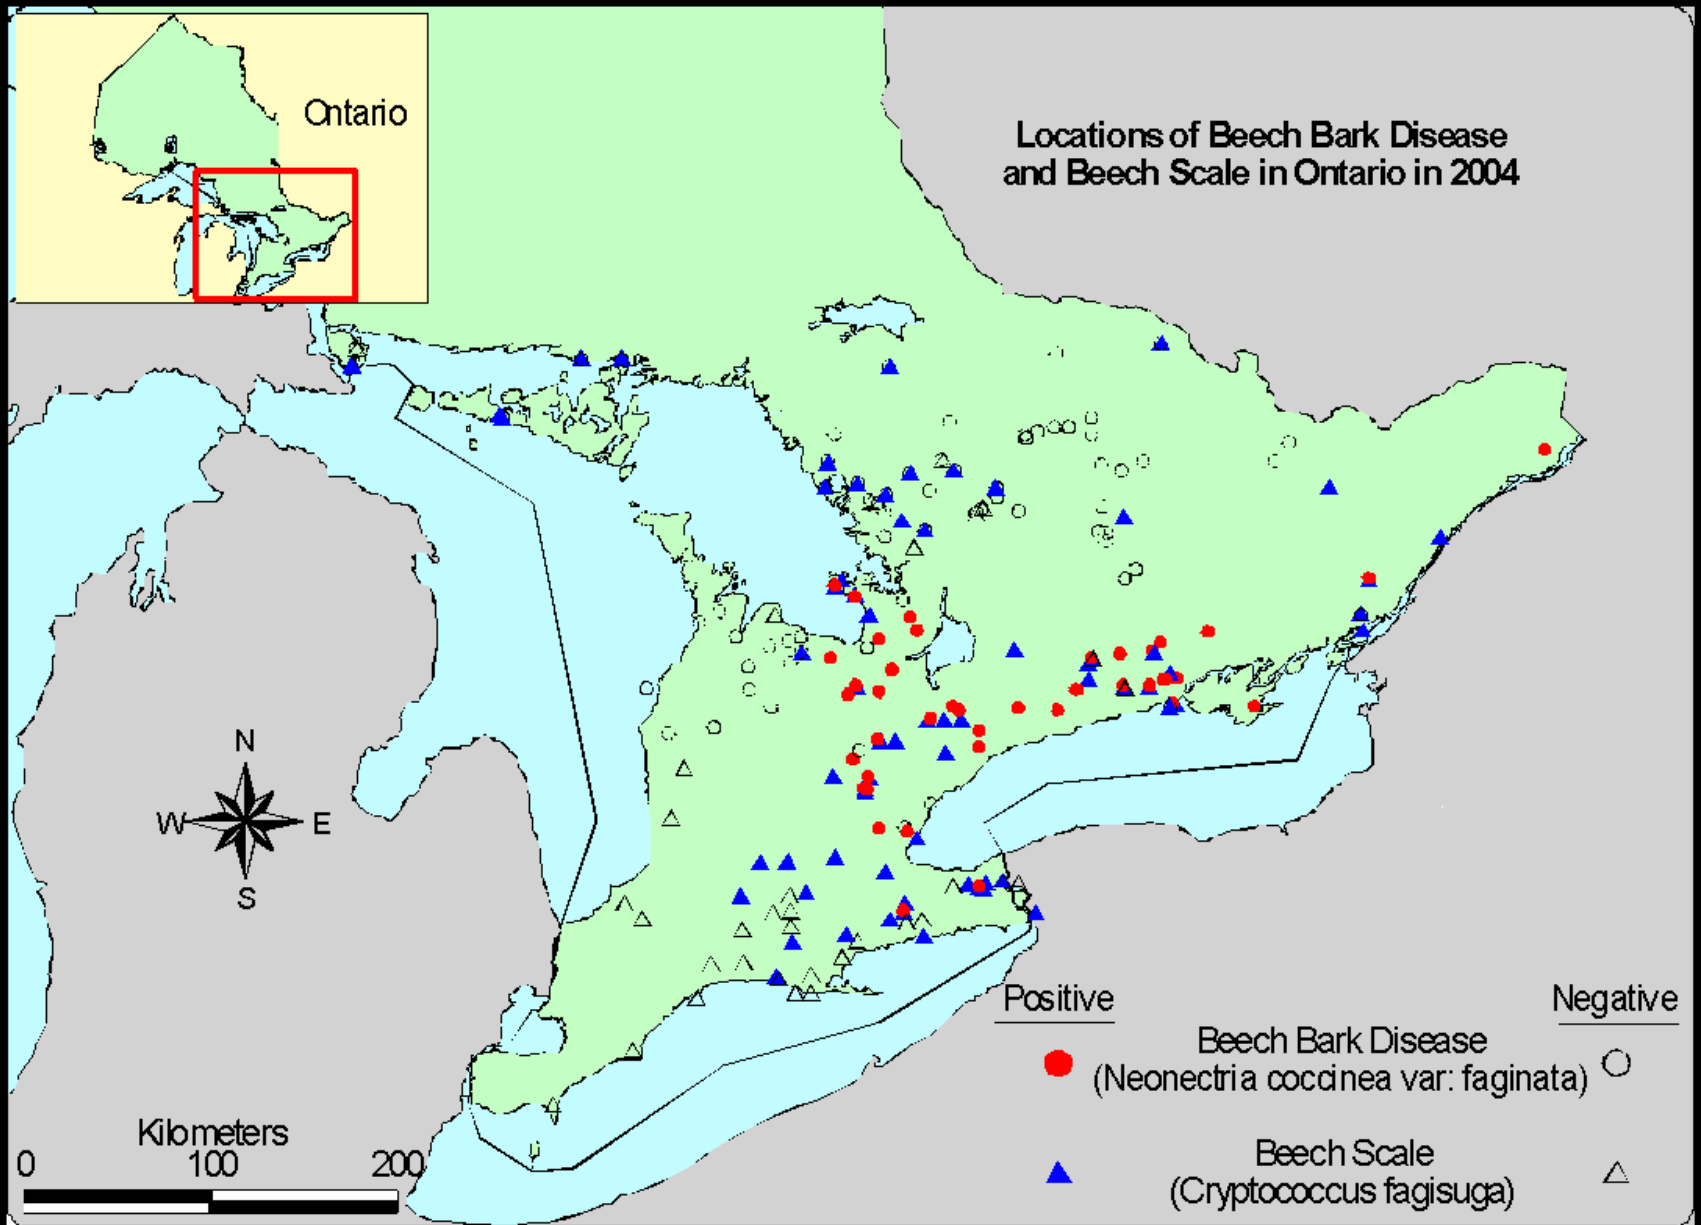 Ontario
Locations of Beech Bark Disease
and Beech Scale in Ontario in 2004
N
W E
S
Positive Negative
Beech Bark Disease
(Neonectria coccinea var: faginata)
Beech Scale
(Cryptococcus fagisuga)
Kilometers
0 100 200